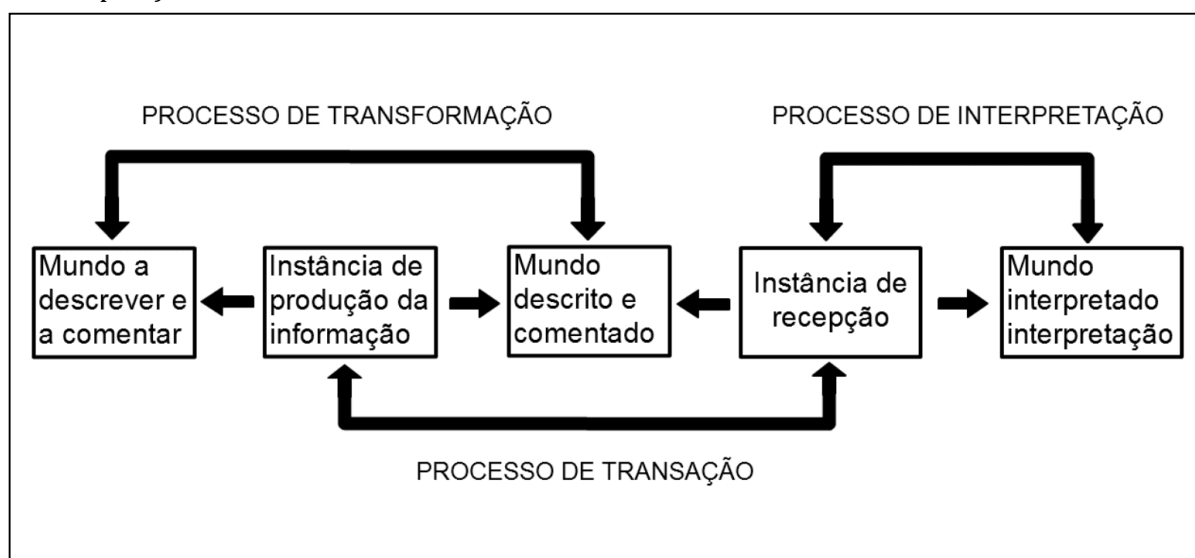 PROCESSO DE TRANSFORMAÇÃO
PROCESSO DE INTERPRETAÇÃO
Mundo a
descrever e
a comentar
Instância de
produção da
informação
Mundo
descrito e
comentado
Instância de
recepção
Mundo
interpretado
interpretação
PROCESSO DE TRANSAÇÃO